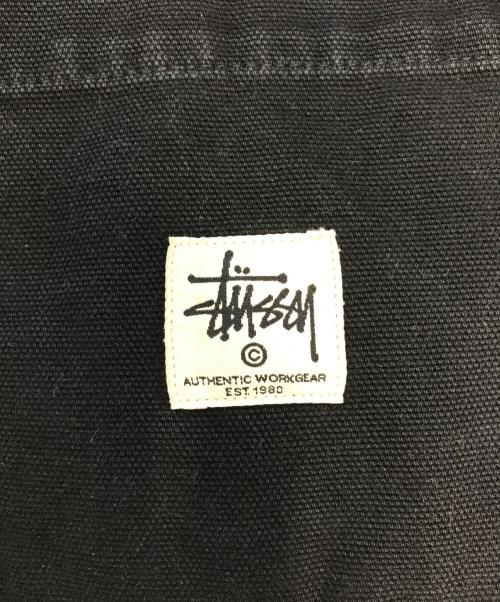 Stüssy
©
AUTHENTIC WORKGEAR
EST. 1980